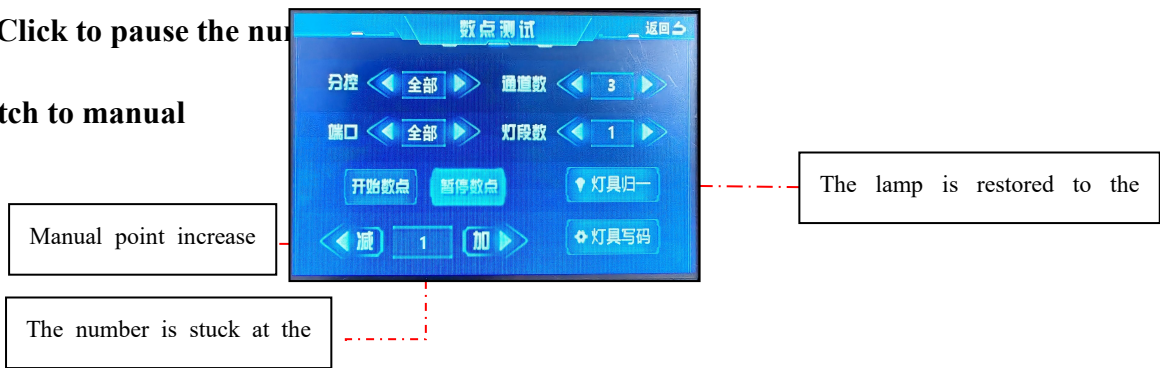 Click to pause the nu
tch to manual
数点测试
返回
分控 全部 通道数 3
端口 全部 灯段数 1
开始数点 暂停数点 灯具归一
减 1 加 灯具写码
The lamp is restored to the
Manual point increase
The number is stuck at the